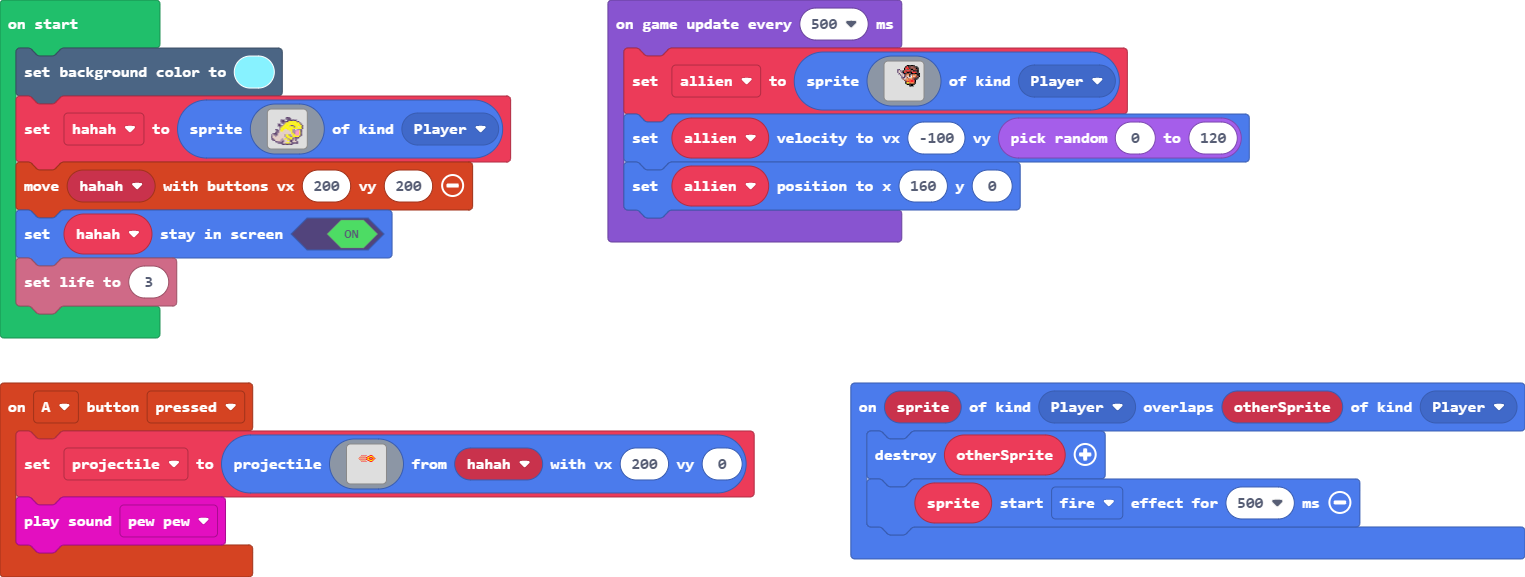 on start
set background color to
set hahah to sprite of kind Player
move hahah with buttons vx 200 vy 200
set hahah stay in screen ON
set life to 3
on game update every 500 ms
set allien to sprite of kind Player
set allien velocity to vx -100 vy pick random 0 to 120
set allien position to x 160 y 0
on A button pressed
set projectile to projectile from hahah with vx 200 vy 0
play sound pew pew
on sprite of kind Player overlaps otherSprite of kind Player
destroy otherSprite
sprite start fire effect for 500 ms